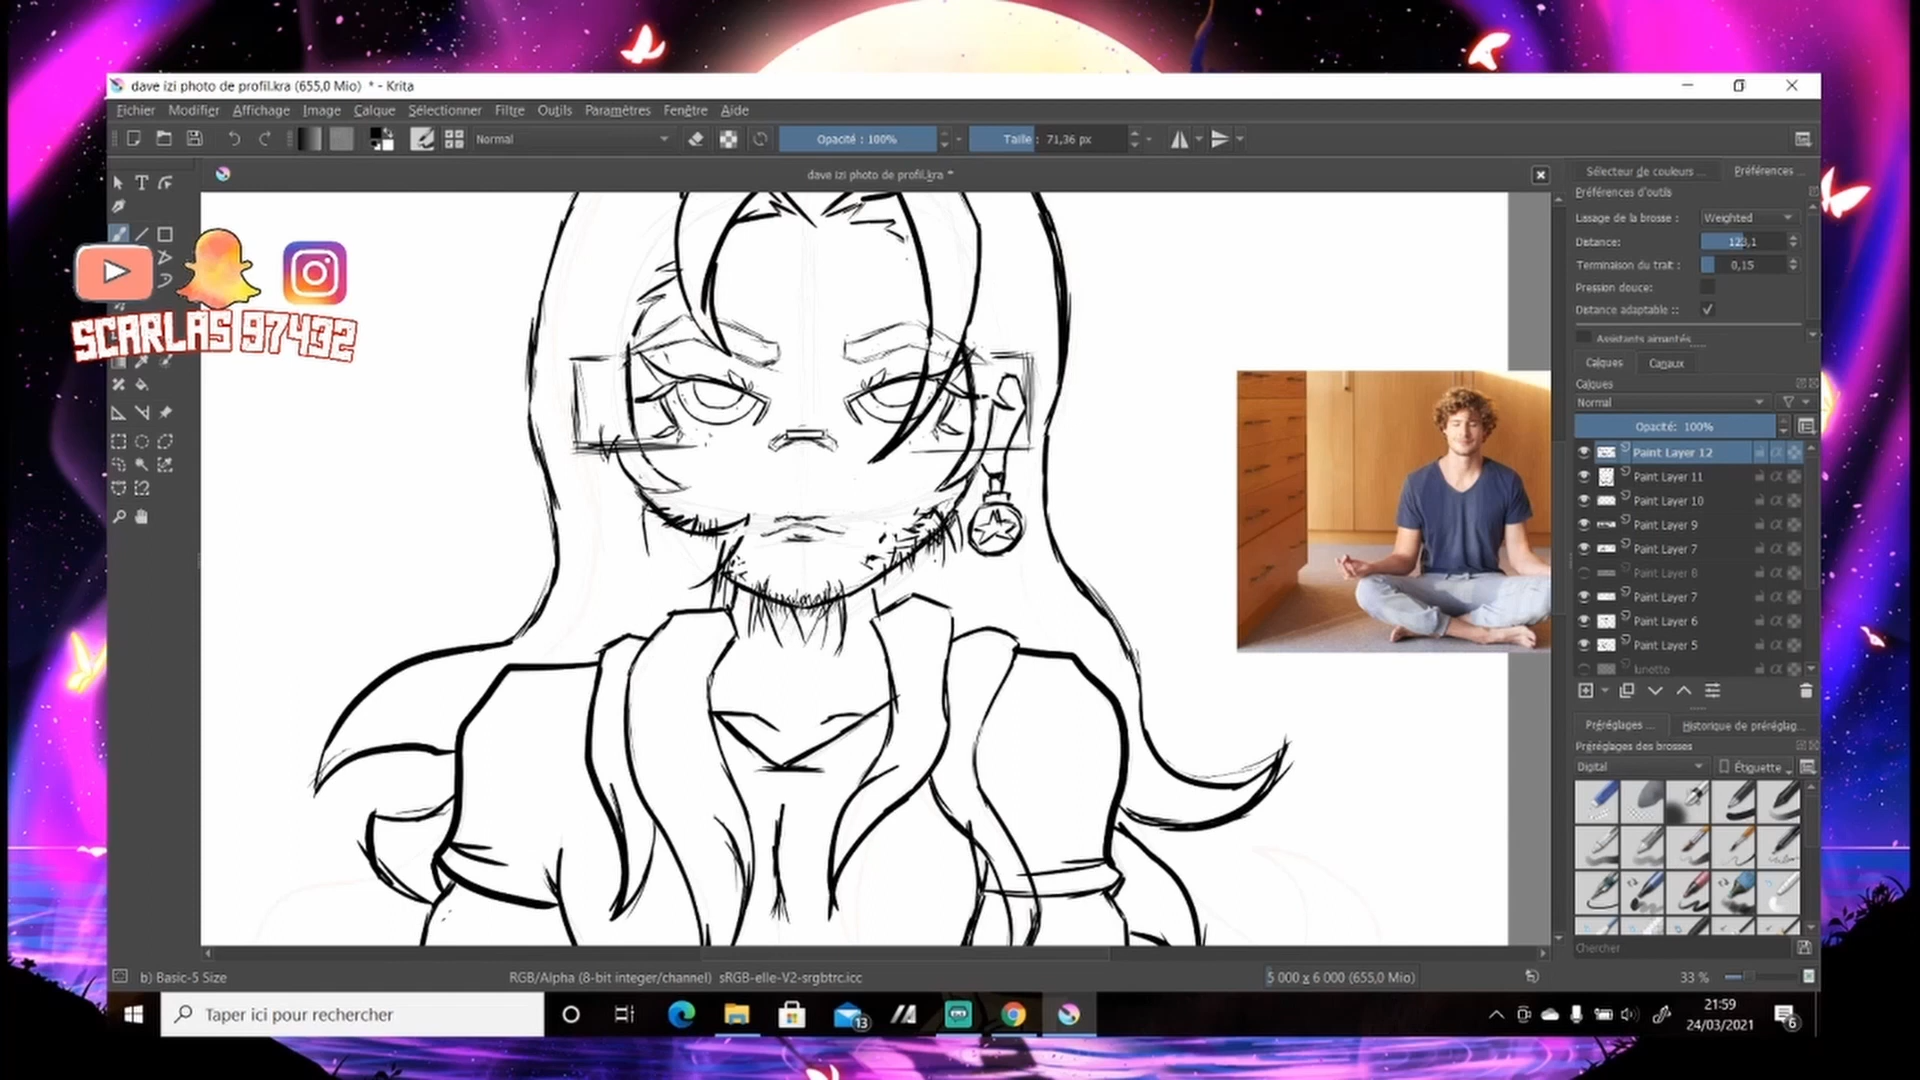 dave izi photo de profil.kra (655,0 Mio) * - Krita
Fichier Modifier Affichage Image Calque Sélectionner Filtre Outils Paramètres Fenêtre Aide
Normal Opacité : 100% Taille : 71,36 px
dave izi photo de profil.kra *
Sélecteur de couleurs ... Préférences ...
Préférences d'outils
Lissage de la brosse : Weighted
Distance: 123,1
Terminaison du trait : 0,15
Pression douce:
Distance adaptable ::
Assistants aimantés
SCARLAS 97432
Calques Canaux
Calques
Normal
Opacité: 100%
Paint Layer 12
Paint Layer 11
Paint Layer 10
Paint Layer 9
Paint Layer 7
Paint Layer 8
Paint Layer 7
Paint Layer 6
Paint Layer 5
lunette
Préréglages ... Historique de préréglag...
Préréglages des brosses
Digital Étiquette
Chercher
b) Basic-5 Size RGB/Alpha (8-bit integer/channel) sRGB-elle-V2-srgbtrc.icc 5 000 x 6 000 (655,0 Mio) 33 %
Taper ici pour rechercher 13 21:59
24/03/2021 6